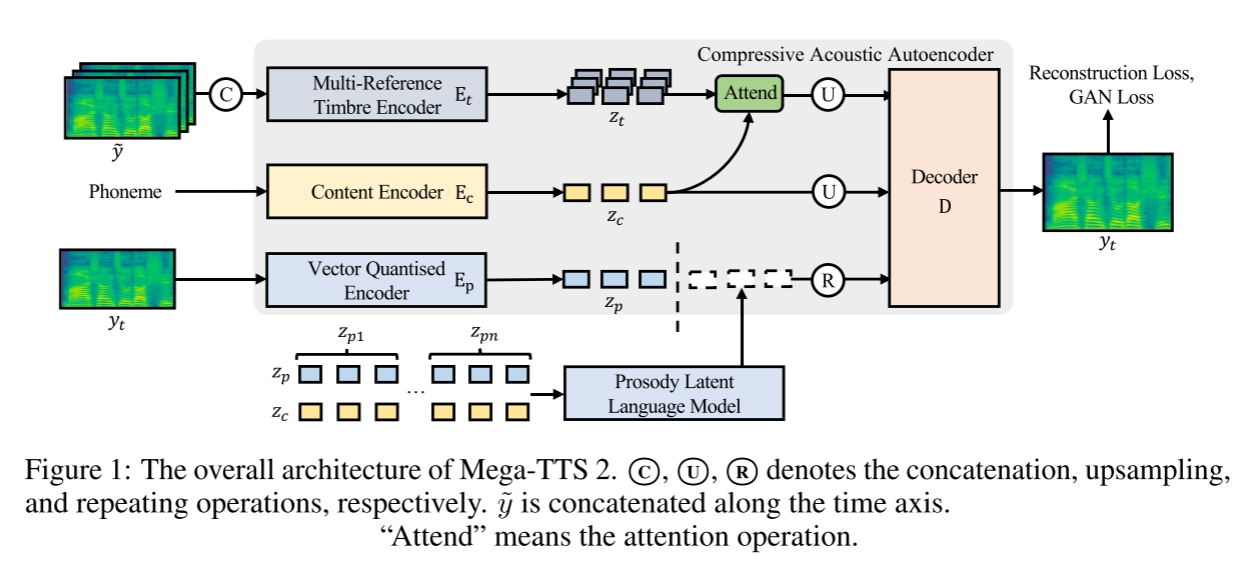 Compressive Acoustic Autoencoder
Multi-Reference
Timbre Encoder Eₜ
C
ỹ
zₜ
Attend
U
Reconstruction Loss,
GAN Loss
Phoneme
Content Encoder E_c
z_c
U
Decoder
D
yₜ
Vector Quantised
Encoder Eₚ
yₜ
zₚ
R
zₚ₁
zₚₙ
zₚ
...
z_c
Prosody Latent
Language Model
Figure 1: The overall architecture of Mega-TTS 2. Ⓒ, Ⓤ, Ⓡ denotes the concatenation, upsampling,
and repeating operations, respectively. ỹ is concatenated along the time axis.
“Attend” means the attention operation.